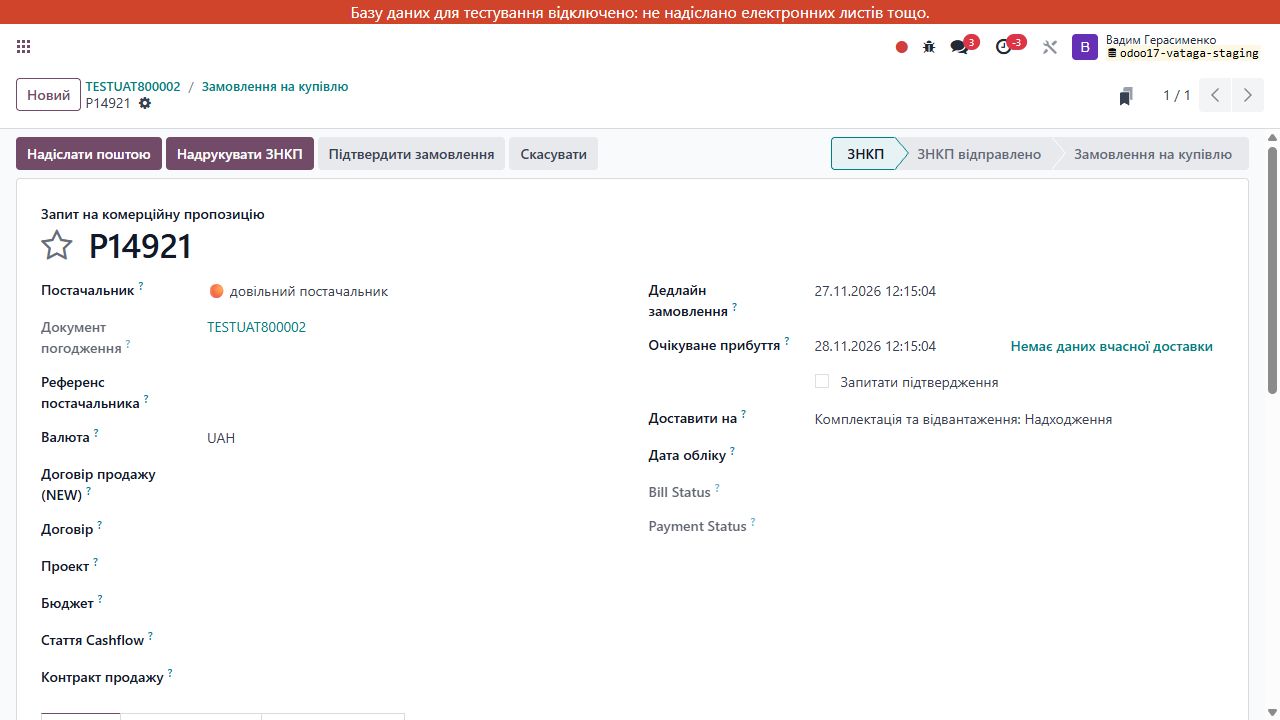 Базу даних для тестування відключено: не надіслано електронних листів тощо.
3
-3
B
Вадим Герасименко
odoo17-vataga-staging
Новий
TESTUAT800002 / Замовлення на купівлю
P14921
1 / 1
Надіслати поштою
Надрукувати ЗНКП
Підтвердити замовлення
Скасувати
ЗНКП
ЗНКП відправлено
Замовлення на купівлю
Запит на комерційну пропозицію
P14921
Постачальник ?
довільний постачальник
Документ
погодження ?
TESTUAT800002
Референс
постачальника ?
Валюта ?
UAH
Договір продажу
(NEW) ?
Договір ?
Проект ?
Бюджет ?
Стаття Cashflow ?
Контракт продажу ?
Дедлайн
замовлення ?
27.11.2026 12:15:04
Очікуване прибуття ?
28.11.2026 12:15:04
Немає даних вчасної доставки
Запитати підтвердження
Доставити на ?
Комплектація та відвантаження: Надходження
Дата обліку ?
Bill Status ?
Payment Status ?